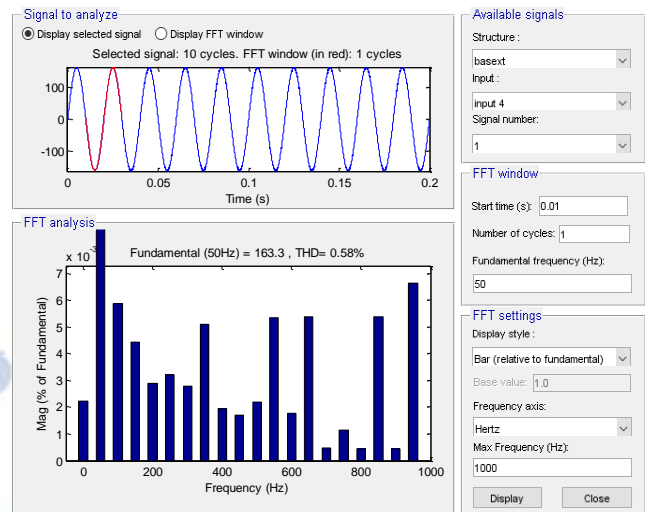 Signal to analyze
Display selected signal
Display FFT window
Selected signal: 10 cycles. FFT window (in red): 1 cycles
100
0
-100
0
0.05
0.1
0.15
0.2
Time (s)
FFT analysis
x 10-3
Fundamental (50Hz) = 163.3 , THD= 0.58%
7
6
5
4
3
2
1
0
Mag (% of Fundamental)
0
200
400
600
800
1000
Frequency (Hz)
Available signals
Structure :
basext
Input :
input 4
Signal number:
1
FFT window
Start time (s): 0.01
Number of cycles: 1
Fundamental frequency (Hz):
50
FFT settings
Display style :
Bar (relative to fundamental)
Base value: 1.0
Frequency axis:
Hertz
Max Frequency (Hz):
1000
Display
Close